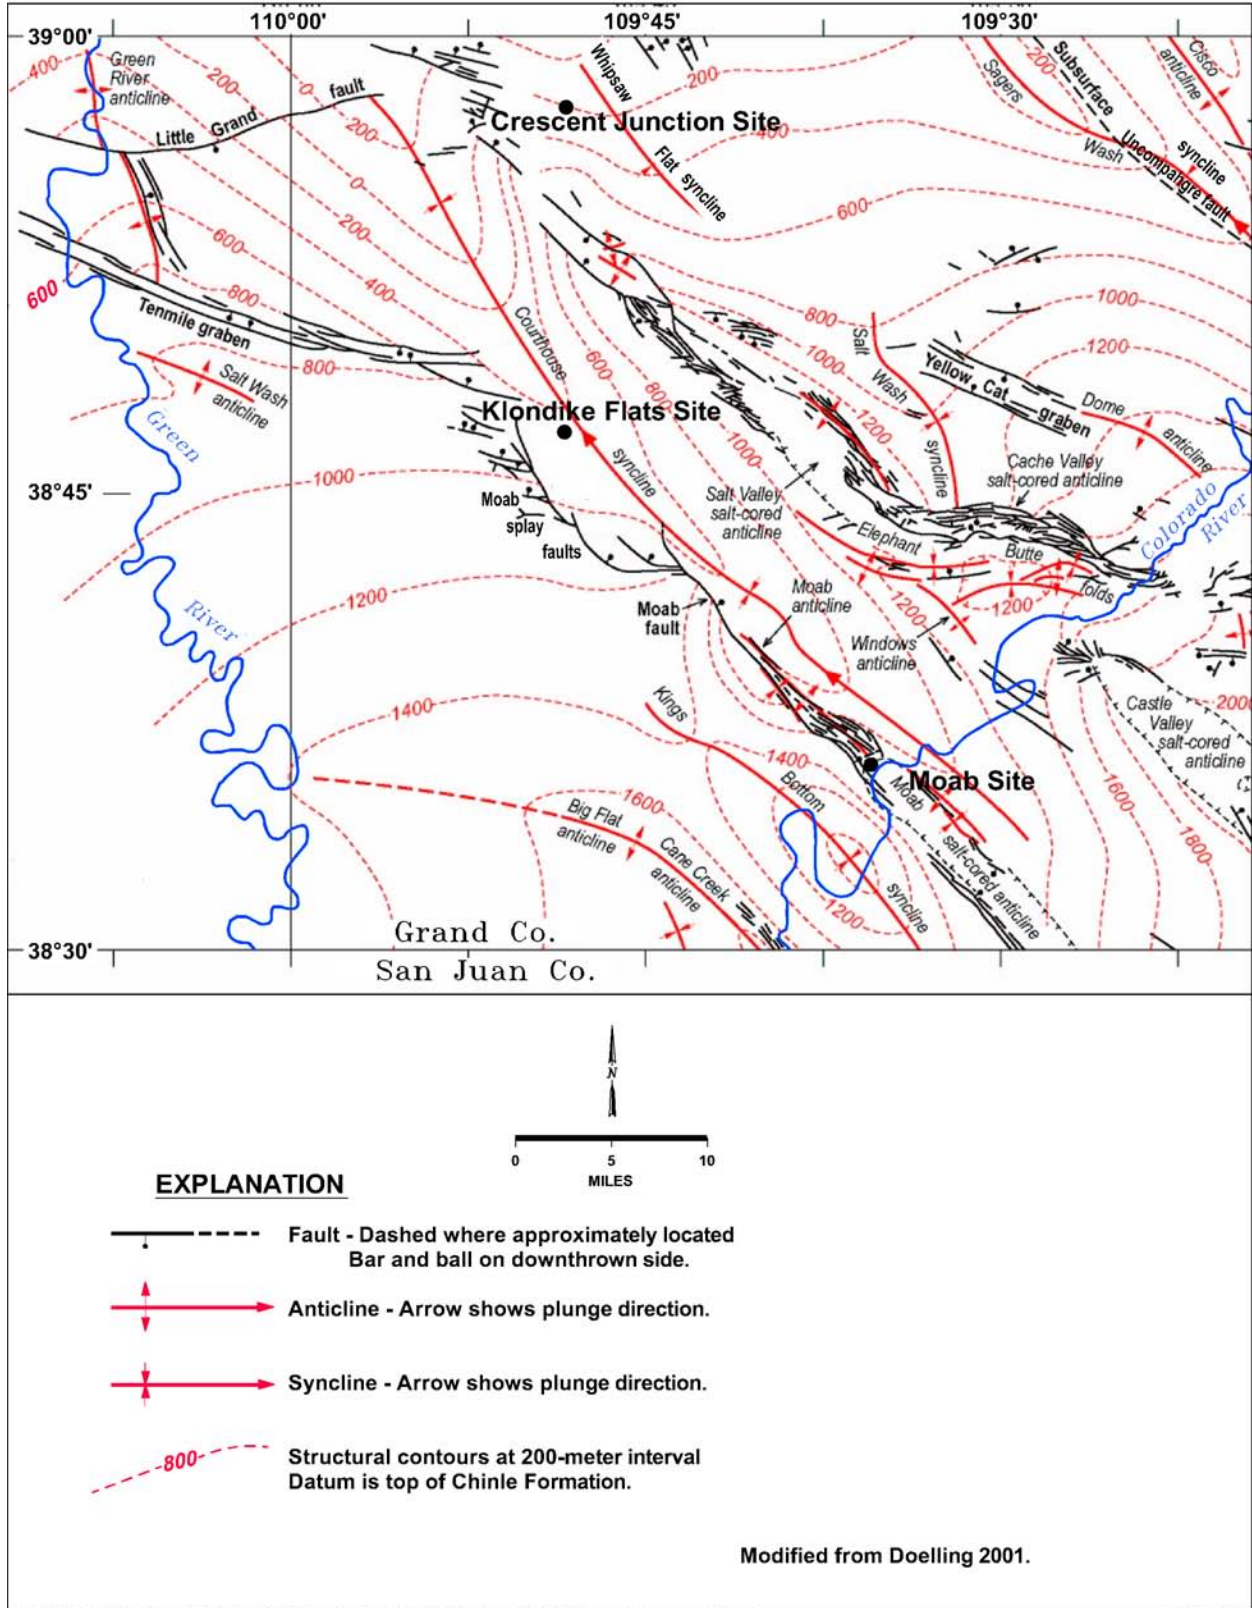 110°00'
109°45'
109°30'
39°00'
400
Green
River
anticline
200
0
Little Grand fault
200
0
200
400
600
800
600
Tenmile graben
800
Salt Wash
anticline
Whipsaw
Flat syncline
200
400
Crescent Junction Site
600
Sagers
Wash
syncline
200
Subsurface
Uncompahgre fault
Cisco
anticline
Courthouse
syncline
600
800
1000
Klondike Flats Site
800
1000
1200
Salt
Wash
syncline
1000
1200
Yellow Cat graben
Dome
anticline
Cache Valley
salt-cored anticline
38°45'
Green
River
1000
Moab
splay
faults
Salt Valley
salt-cored
anticline
Elephant
Butte
folds
Colorado
River
1200
Moab
fault
Moab
anticline
1200
1200
Windows
anticline
1400
Kings
Bottom
syncline
1400
Castle
Valley
salt-cored
anticline
2000
Moab Site
Moab
salt-cored anticline
1600
1800
1600
Big Flat
anticline
Cane Creek
anticline
1200
38°30'
Grand Co.
San Juan Co.
N
0 5 10
MILES
EXPLANATION
Fault - Dashed where approximately located
Bar and ball on downthrown side.
Anticline - Arrow shows plunge direction.
Syncline - Arrow shows plunge direction.
800
Structural contours at 200-meter interval
Datum is top of Chinle Formation.
Modified from Doelling 2001.